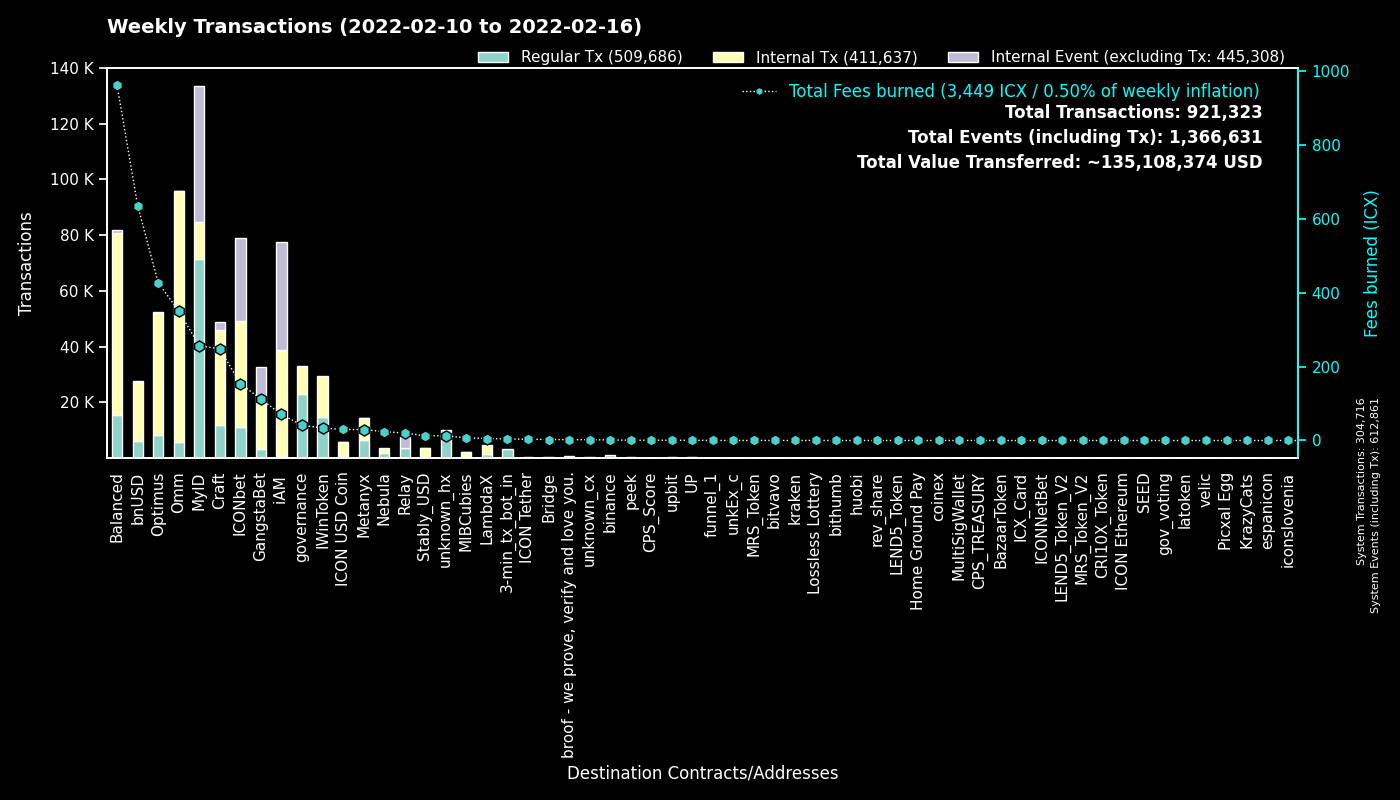 Weekly Transactions (2022-02-10 to 2022-02-16)
Regular Tx (509,686)
Internal Tx (411,637)
Internal Event (excluding Tx: 445,308)
Total Fees burned (3,449 ICX / 0.50% of weekly inflation)
Total Transactions: 921,323
Total Events (including Tx): 1,366,631
Total Value Transferred: ~135,108,374 USD
Transactions
140 K
120 K
100 K
80 K
60 K
40 K
20 K
1000
800
600
400
200
0
Fees burned (ICX)
System Transactions: 304,716
System Events (including Tx): 612,861
Balanced
bnUSD
Optimus
Omm
MyID
Craft
ICONbet
GangstaBet
iAM
governance
IWinToken
ICON USD Coin
Metanyx
Nebula
Relay
Stably_USD
unknown_hx
MIBCubies
LambdaX
3-min_tx_bot_in
ICON Tether
Bridge
broof - we prove, verify and love you.
unknown_cx
binance
peek
CPS_Score
upbit
UP
funnel_1
unkEx_c
MRS_Token
bitvavo
kraken
Lossless Lottery
bithumb
huobi
rev_share
LEND5_Token
Home Ground Pay
coinex
MultiSigWallet
CPS_TREASURY
BazaarToken
ICX_Card
ICONNetBet
LEND5_Token_V2
MRS_Token_V2
CRI10X_Token
ICON Ethereum
SEED
gov_voting
latoken
velic
Picxal Egg
KrazyCats
espanicon
iconslovenia
Destination Contracts/Addresses